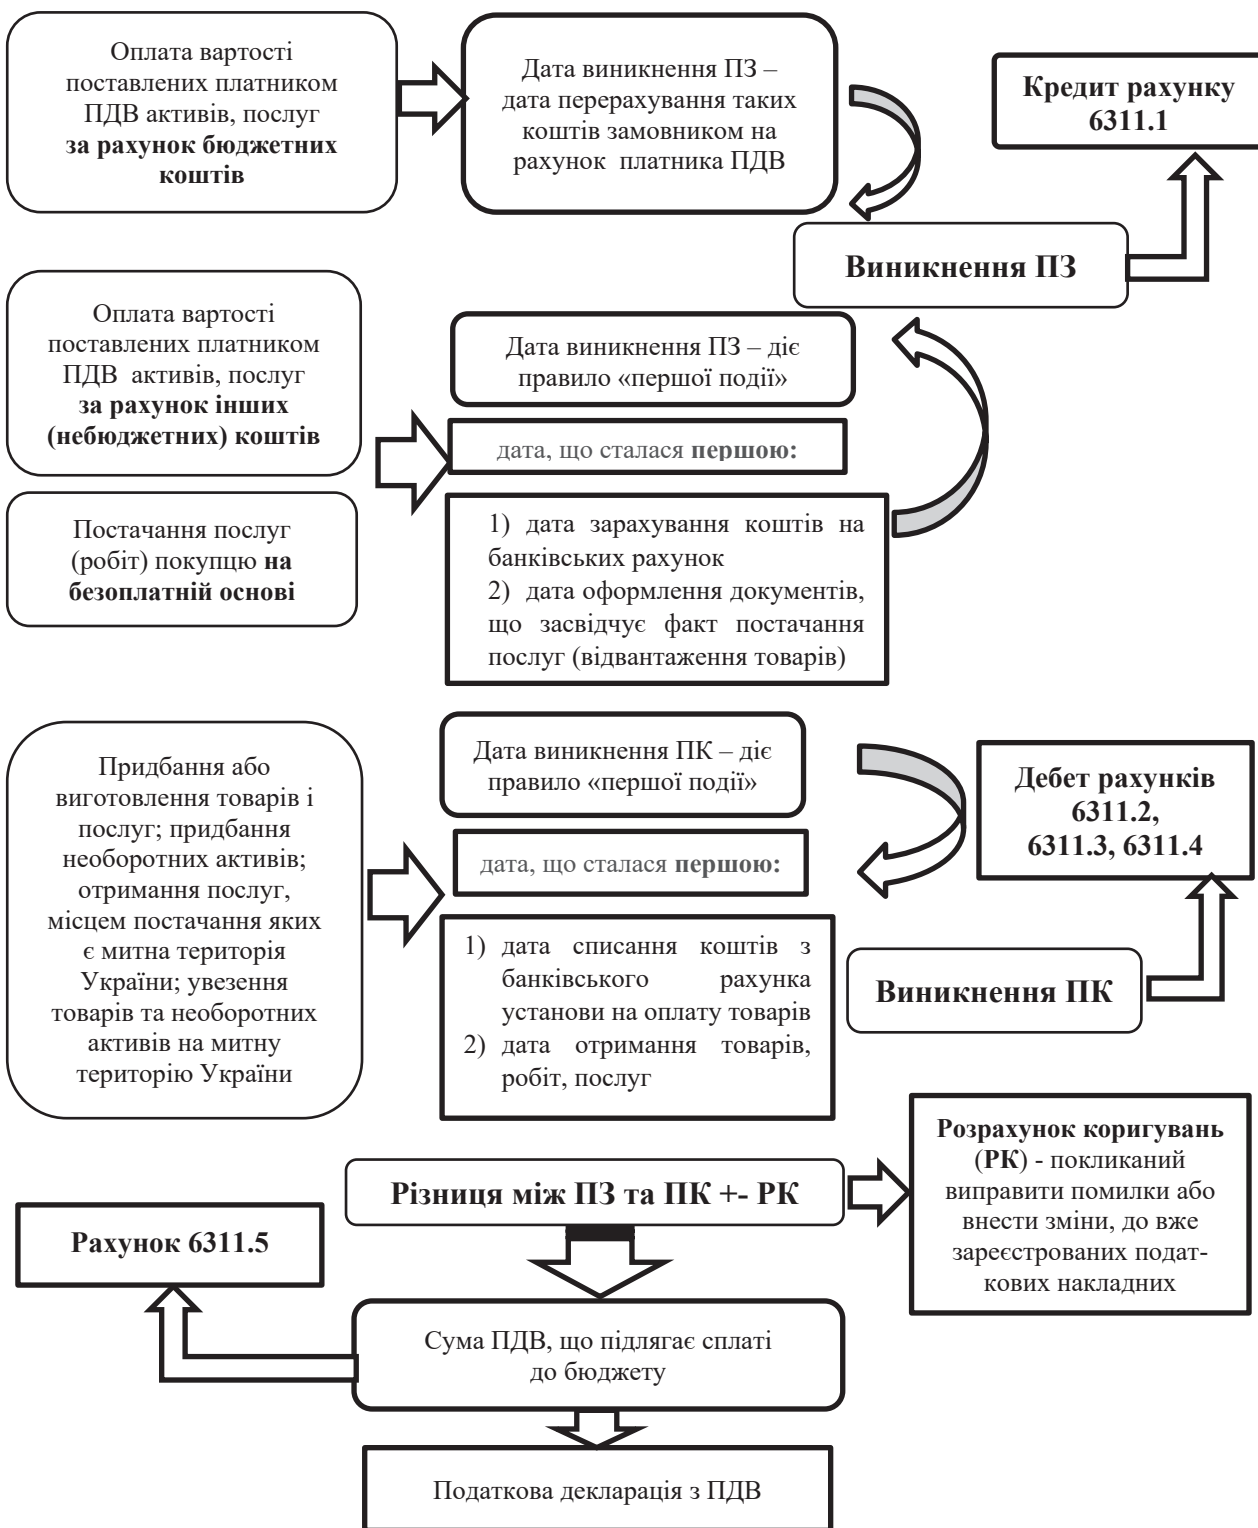 Оплата вартості
поставлених платником
ПДВ активів, послуг
за рахунок бюджетних
коштів
Дата виникнення ПЗ –
дата перерахування таких
коштів замовником на
рахунок платника ПДВ
Кредит рахунку
6311.1
Виникнення ПЗ
Оплата вартості
поставлених платником
ПДВ активів, послуг
за рахунок інших
(небюджетних) коштів
Постачання послуг
(робіт) покупцю на
безоплатній основі
Дата виникнення ПЗ – діє
правило «першої події»
дата, що сталася першою:
1) дата зарахування коштів на
банківських рахунок
2) дата оформлення документів,
що засвідчує факт постачання
послуг (відвантаження товарів)
Придбання або
виготовлення товарів і
послуг; придбання
необоротних активів;
отримання послуг,
місцем постачання яких
є митна територія
України; увезення
товарів та необоротних
активів на митну
територію України
Дата виникнення ПК – діє
правило «першої події»
дата, що сталася першою:
1) дата списання коштів з
банківського рахунка
установи на оплату товарів
2) дата отримання товарів,
робіт, послуг
Дебет рахунків
6311.2,
6311.3, 6311.4
Виникнення ПК
Різниця між ПЗ та ПК +- РК
Розрахунок коригувань
(РК) - покликаний
виправити помилки або
внести зміни, до вже
зареєстрованих подат-
кових накладних
Рахунок 6311.5
Сума ПДВ, що підлягає сплаті
до бюджету
Податкова декларація з ПДВ